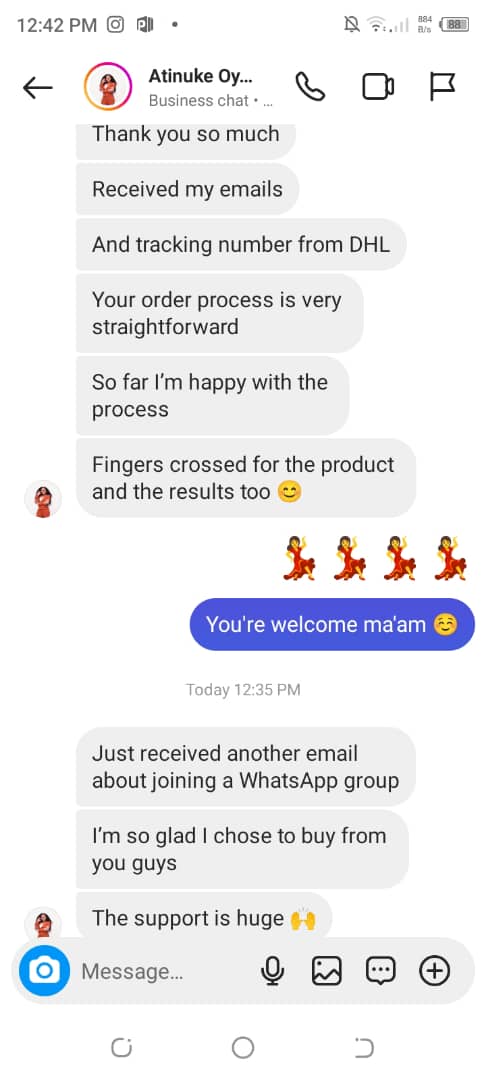 12:42 PM
884
B/s
88
Atinuke Oy...
Business chat • ...
Thank you so much
Received my emails
And tracking number from DHL
Your order process is very
straightforward
So far I'm happy with the
process
Fingers crossed for the product
and the results too 😊
💃💃💃💃
You're welcome ma'am ☺️
Today 12:35 PM
Just received another email
about joining a WhatsApp group
I'm so glad I chose to buy from
you guys
The support is huge 🙌
Message...